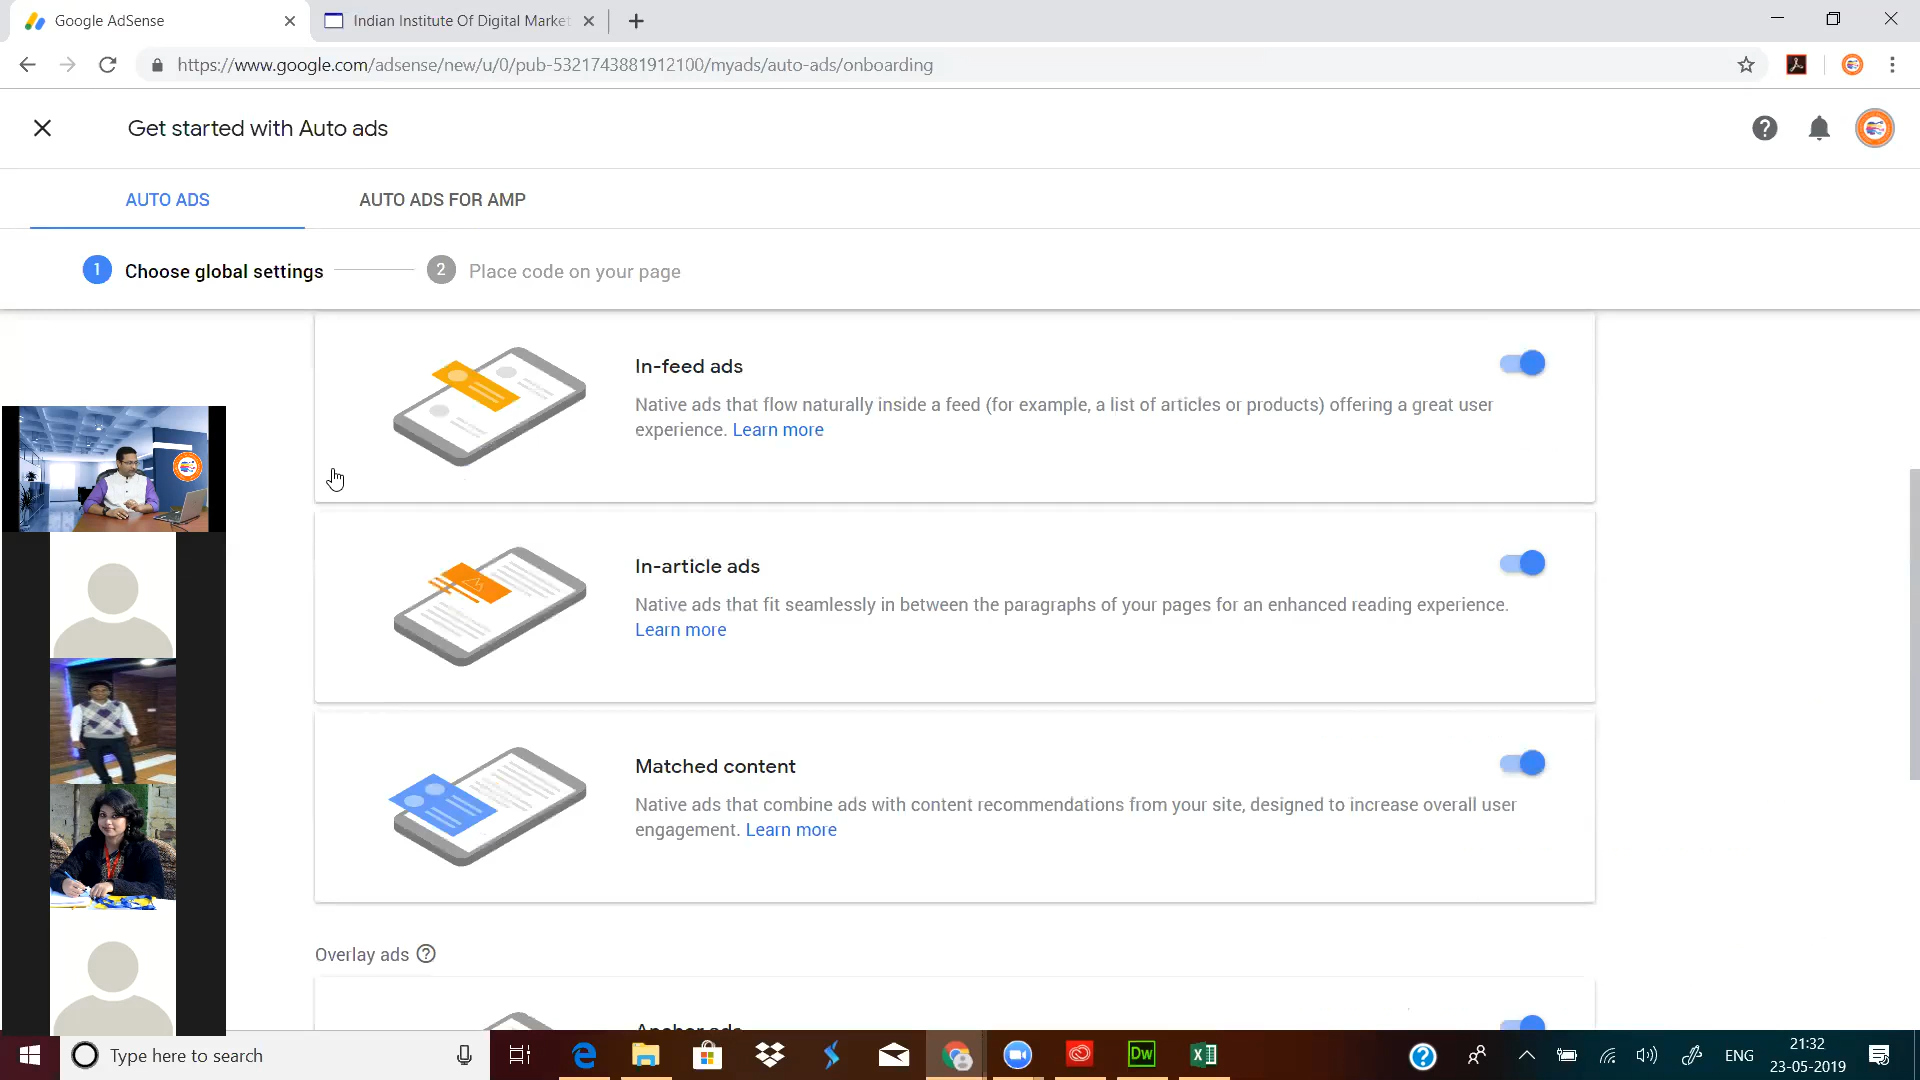 Google AdSense
Indian Institute Of Digital Market
https://www.google.com/adsense/new/u/0/pub-5321743881912100/myads/auto-ads/onboarding
Get started with Auto ads
AUTO ADS
AUTO ADS FOR AMP
1 Choose global settings
2 Place code on your page
In-feed ads
Native ads that flow naturally inside a feed (for example, a list of articles or products) offering a great user
experience. Learn more
In-article ads
Native ads that fit seamlessly in between the paragraphs of your pages for an enhanced reading experience.
Learn more
Matched content
Native ads that combine ads with content recommendations from your site, designed to increase overall user
engagement. Learn more
Overlay ads
Anchor ads
Type here to search
Dw
ENG
21:32
23-05-2019